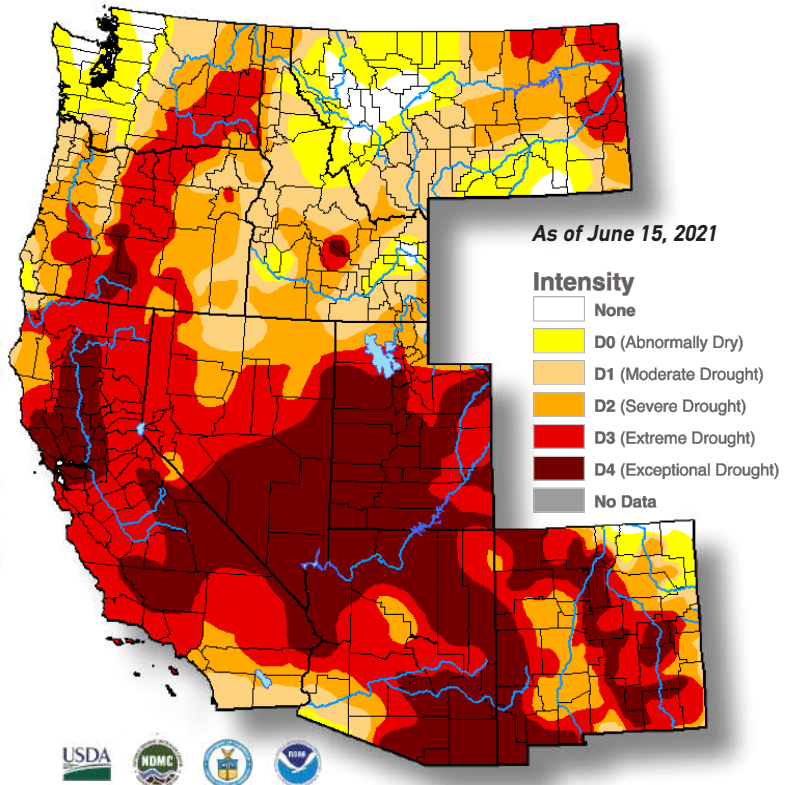 As of June 15, 2021
Intensity
None
D0 (Abnormally Dry)
D1 (Moderate Drought)
D2 (Severe Drought)
D3 (Extreme Drought)
D4 (Exceptional Drought)
No Data
USDA
NDMC
NOAA